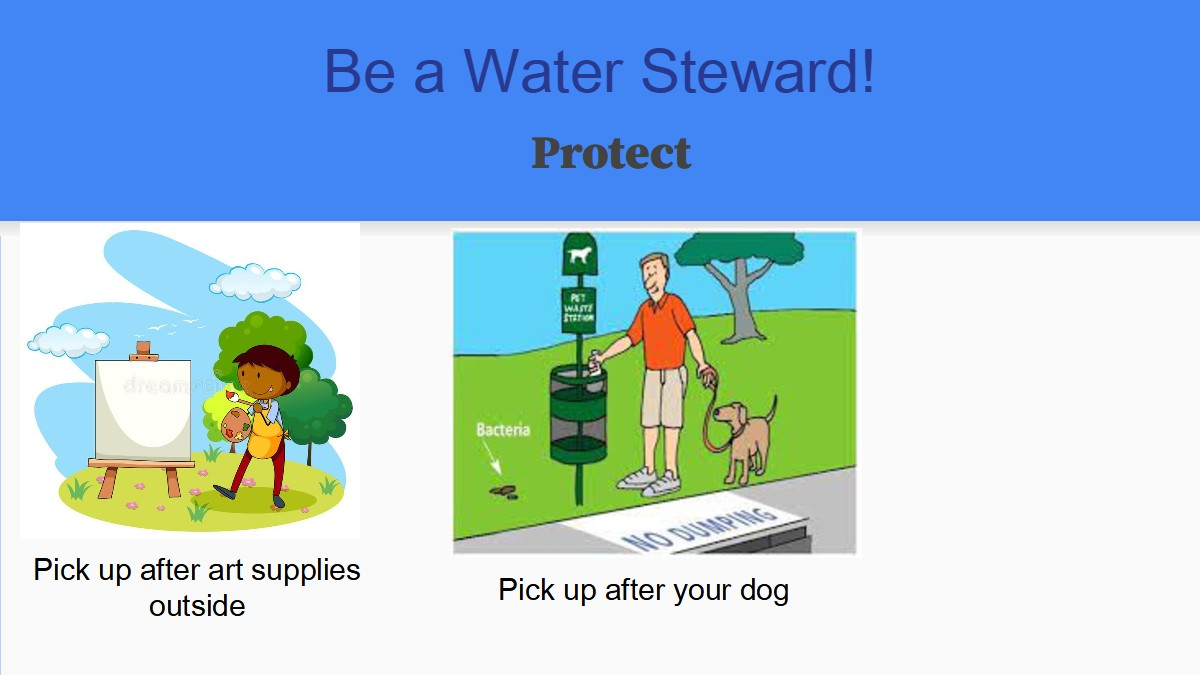 Be a Water Steward!
Protect
PET
WASTE
STATION
Bacteria
NO DUMPING
Pick up after art supplies
outside
Pick up after your dog